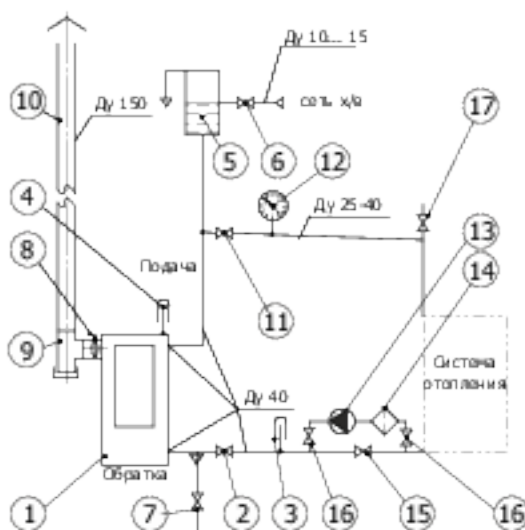 Ду 10... 15
10
Ду 150
сеть х/в
17
5
6
12
4
Ду 25-40
13
8
Подача
14
11
9
Система
отопления
Ду 40
Обратка
1
7
2
3
16
15
16